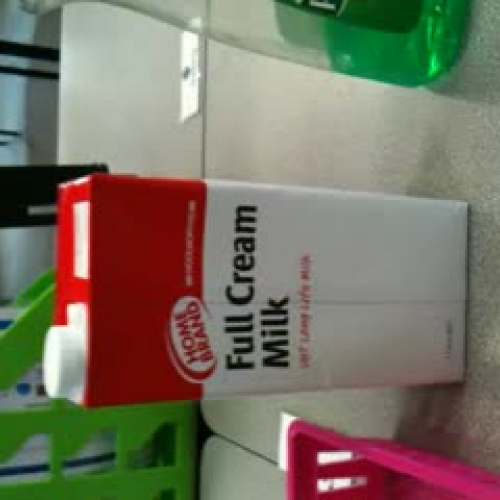 HOME
BRAND
Full Cream
Milk
UHT Long Life Milk